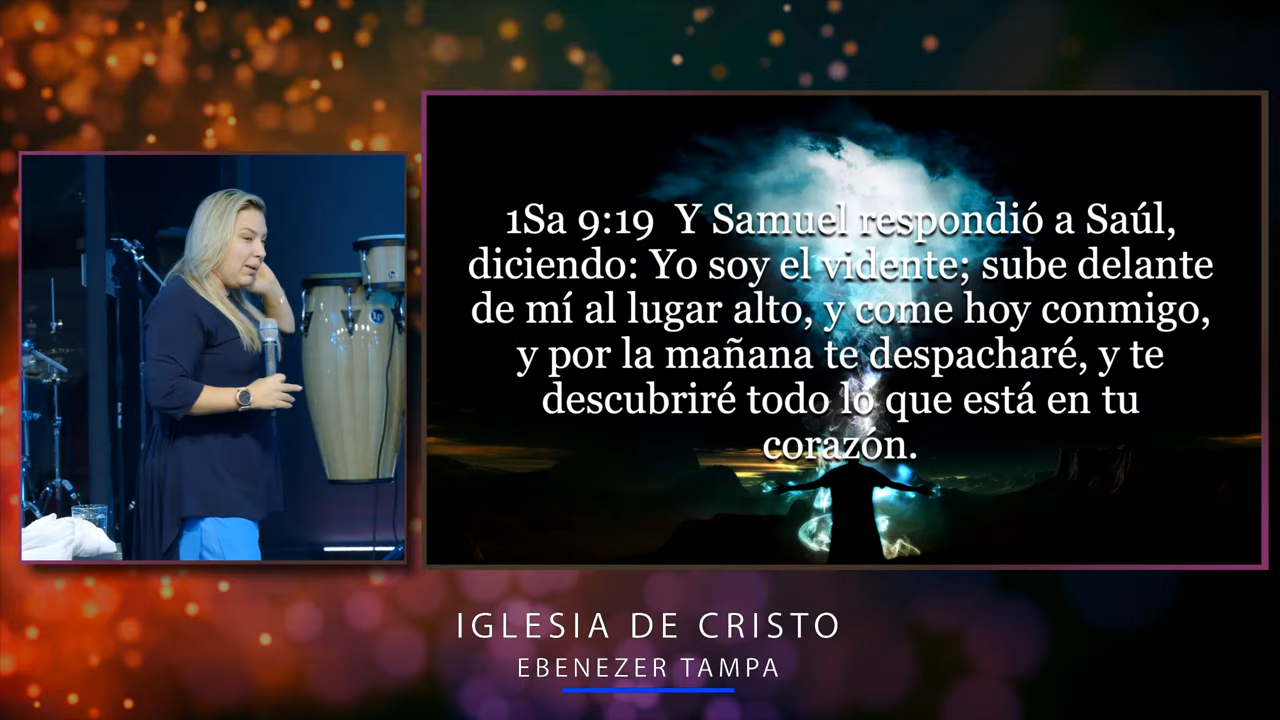 1Sa 9:19 Y Samuel respondió a Saúl,
diciendo: Yo soy el vidente; sube delante
de mí al lugar alto, y come hoy conmigo,
y por la mañana te despacharé, y te
descubriré todo lo que está en tu
corazón.
IGLESIA DE CRISTO
EBENEZER TAMPA